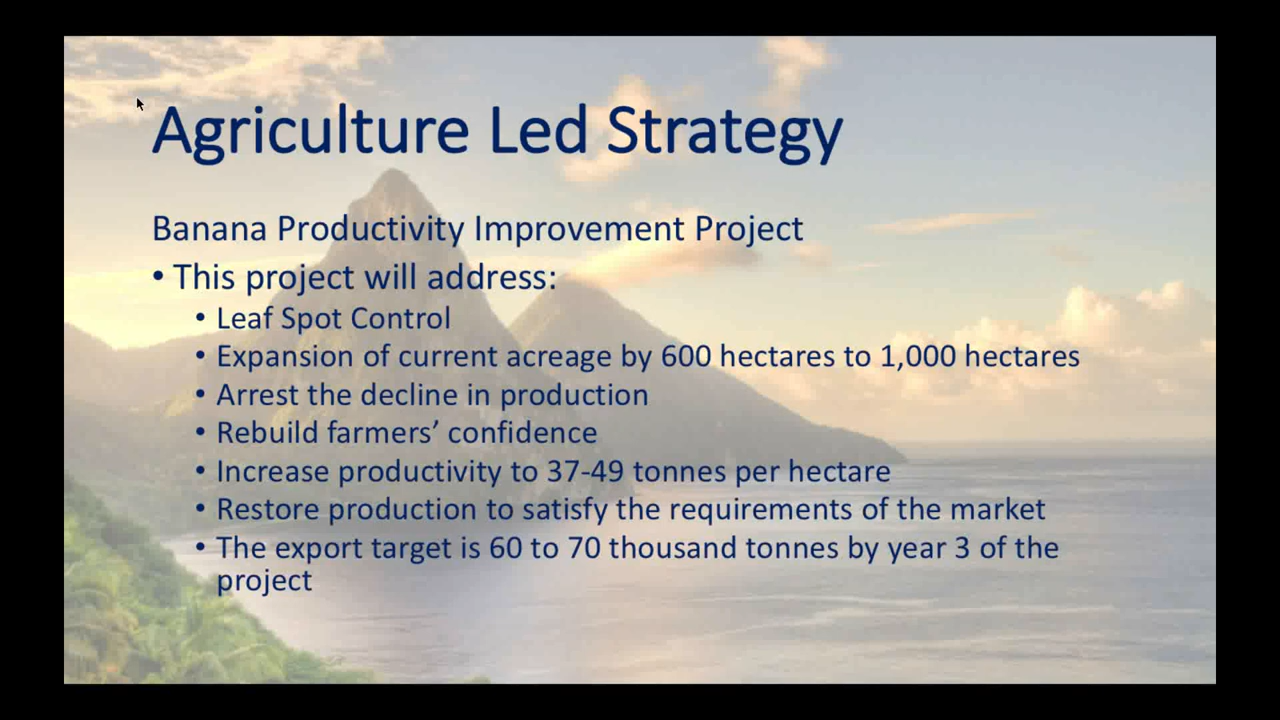 Agriculture Led Strategy
Banana Productivity Improvement Project
• This project will address:
• Leaf Spot Control
• Expansion of current acreage by 600 hectares to 1,000 hectares
• Arrest the decline in production
• Rebuild farmers’ confidence
• Increase productivity to 37-49 tonnes per hectare
• Restore production to satisfy the requirements of the market
• The export target is 60 to 70 thousand tonnes by year 3 of the
project